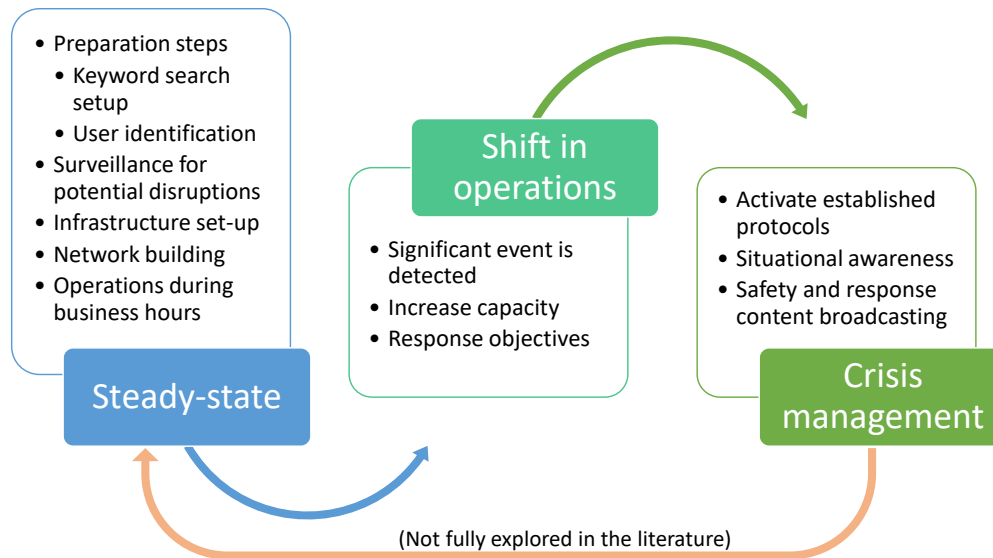 • Preparation steps
• Keyword search
setup
• User identification
• Surveillance for
potential disruptions
• Infrastructure set-up
• Network building
• Operations during
business hours
Steady-state
Shift in
operations
• Significant event is
detected
• Increase capacity
• Response objectives
• Activate established
protocols
• Situational awareness
• Safety and response
content broadcasting
Crisis
management
(Not fully explored in the literature)